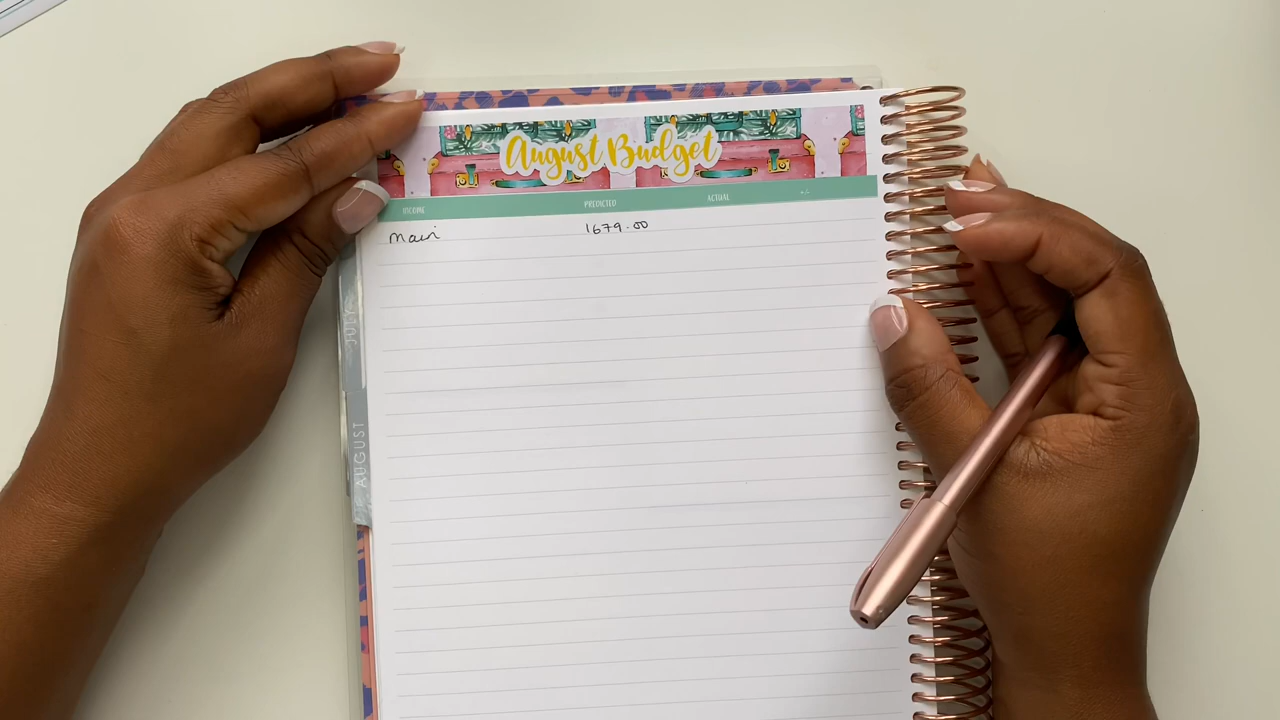 August Budget
INCOME PREDICTED ACTUAL +/-
Main 1679.00
JULY
AUGUST